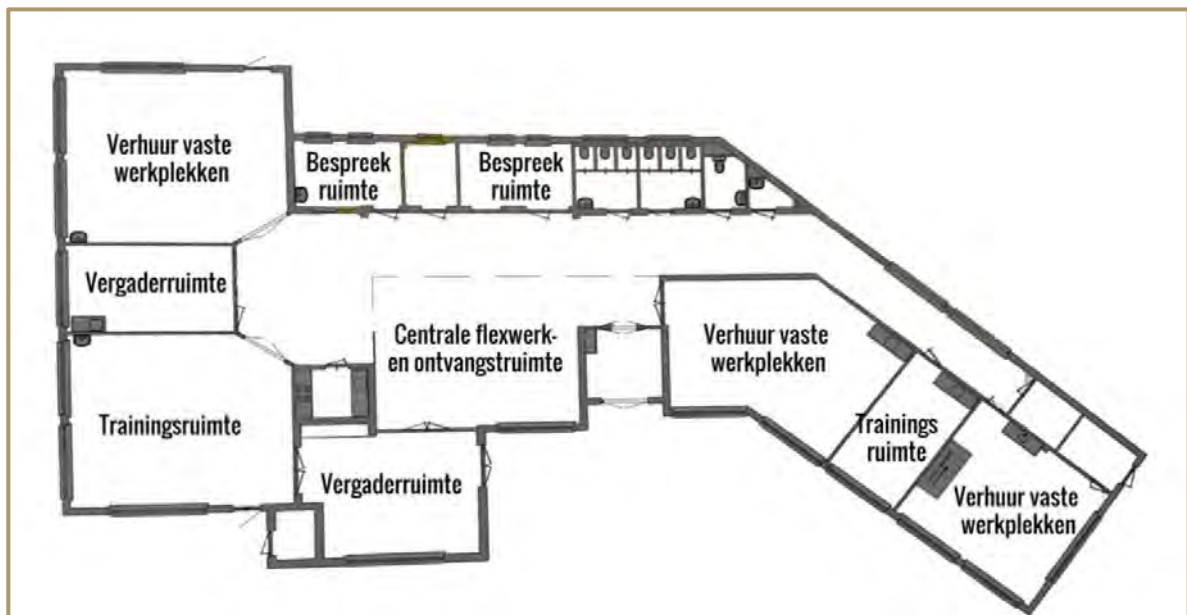 Verhuur vaste
werkplekken
Bespreek
ruimte
Bespreek
ruimte
Vergaderruimte
Centrale flexwerk-
en ontvangstruimte
Verhuur vaste
werkplekken
Trainingsruimte
Trainings
ruimte
Vergaderruimte
Verhuur vaste
werkplekken